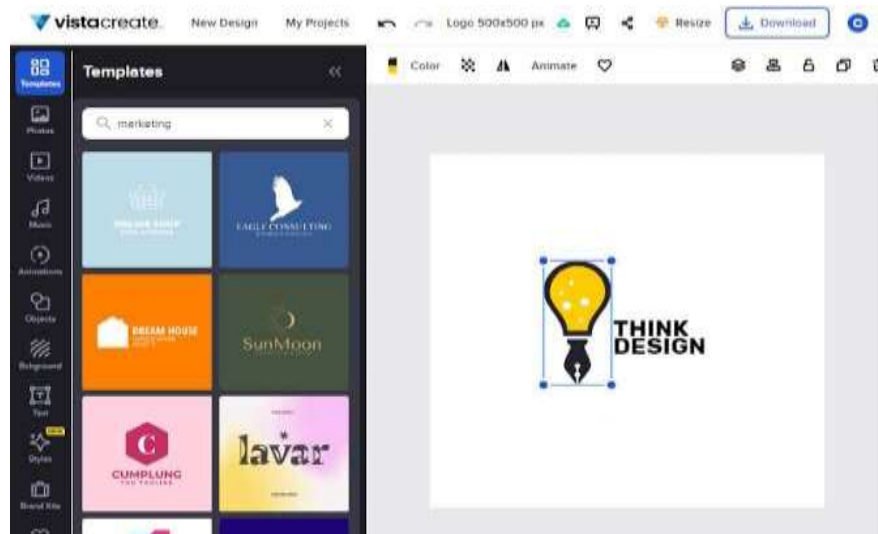 vistacreate.
New Design
My Projects
Logo 500x500 px
Resize
Download
Templates
Photos
Videos
Music
Animations
Objects
Background
Text
Styles
Brand Kits
Templates
marketing
EAGLE CONSULTING
DREAM HOUSE
SunMoon
C
CUMPLUNG
lavar
Color
Animate
THINK
DESIGN